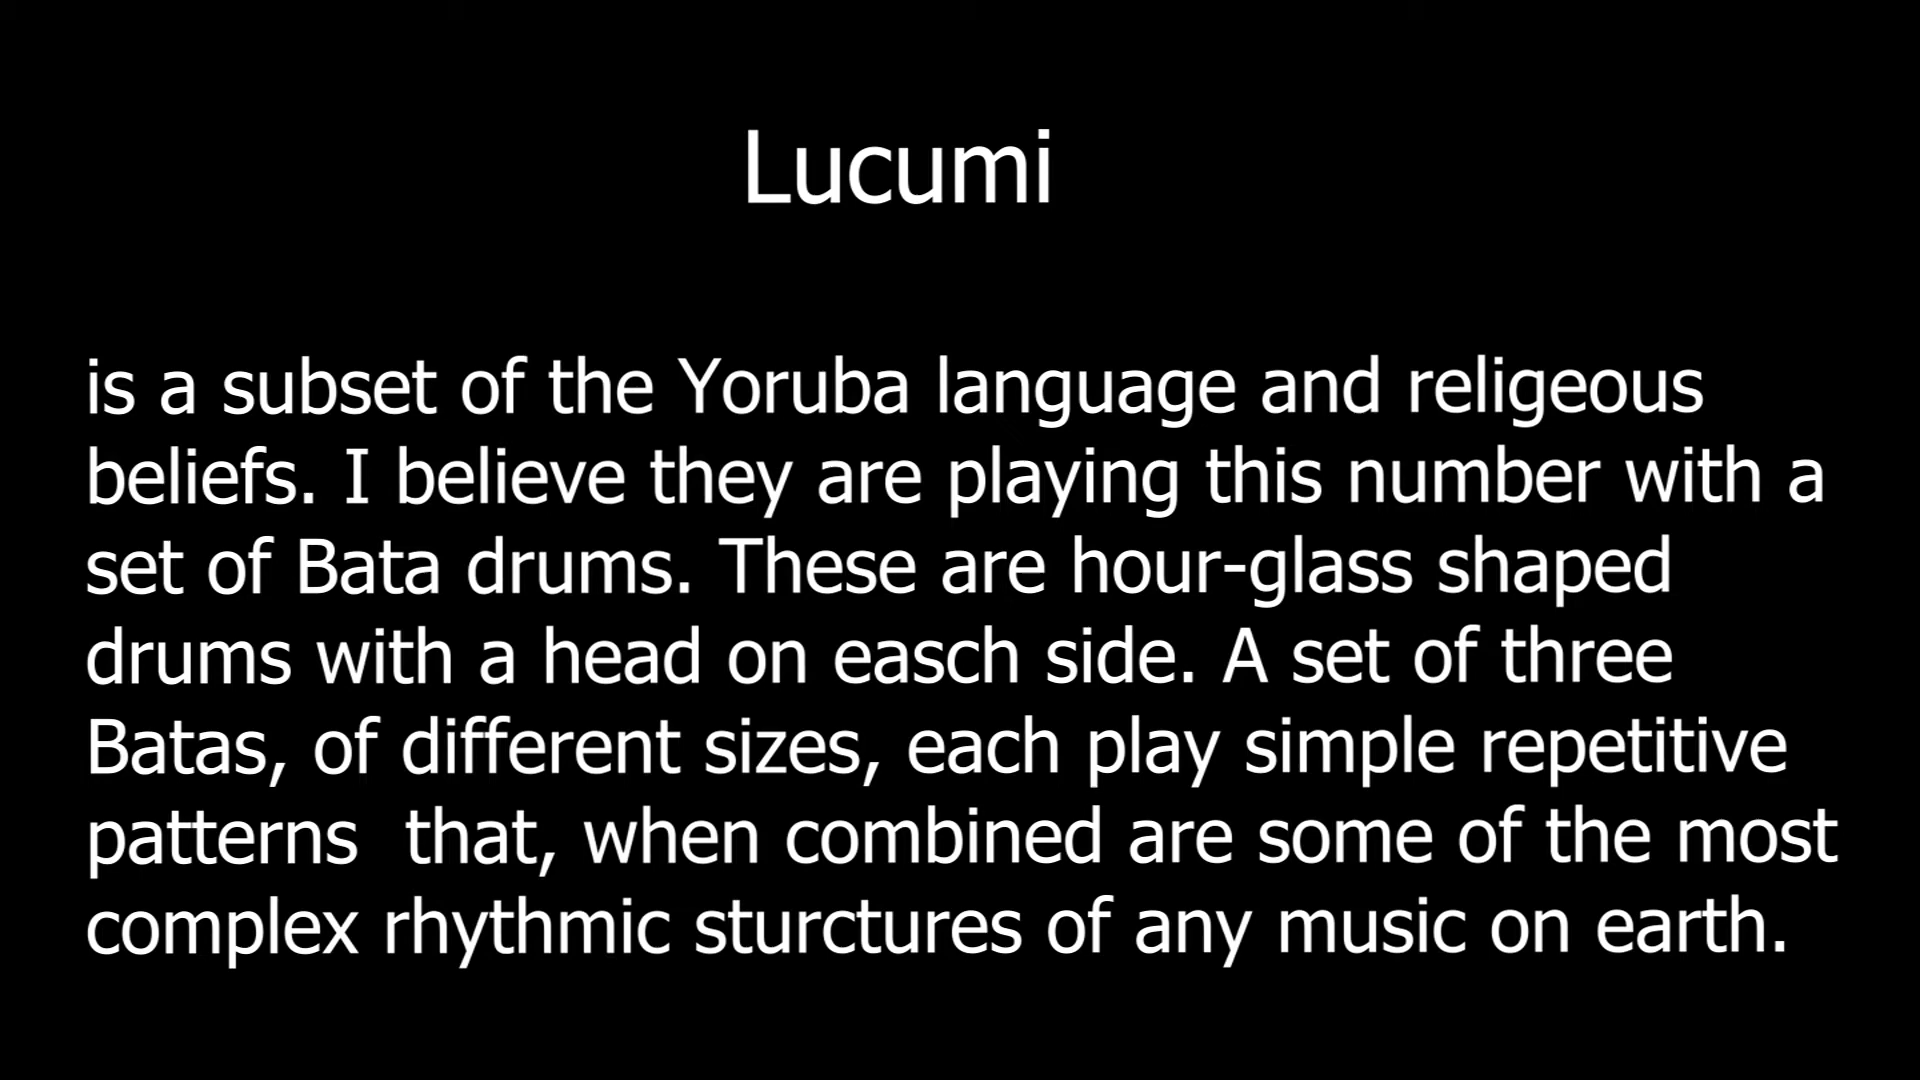 Lucumi
is a subset of the Yoruba language and religeous
beliefs. I believe they are playing this number with a
set of Bata drums. These are hour-glass shaped
drums with a head on easch side. A set of three
Batas, of different sizes, each play simple repetitive
patterns  that, when combined are some of the most
complex rhythmic sturctures of any music on earth.